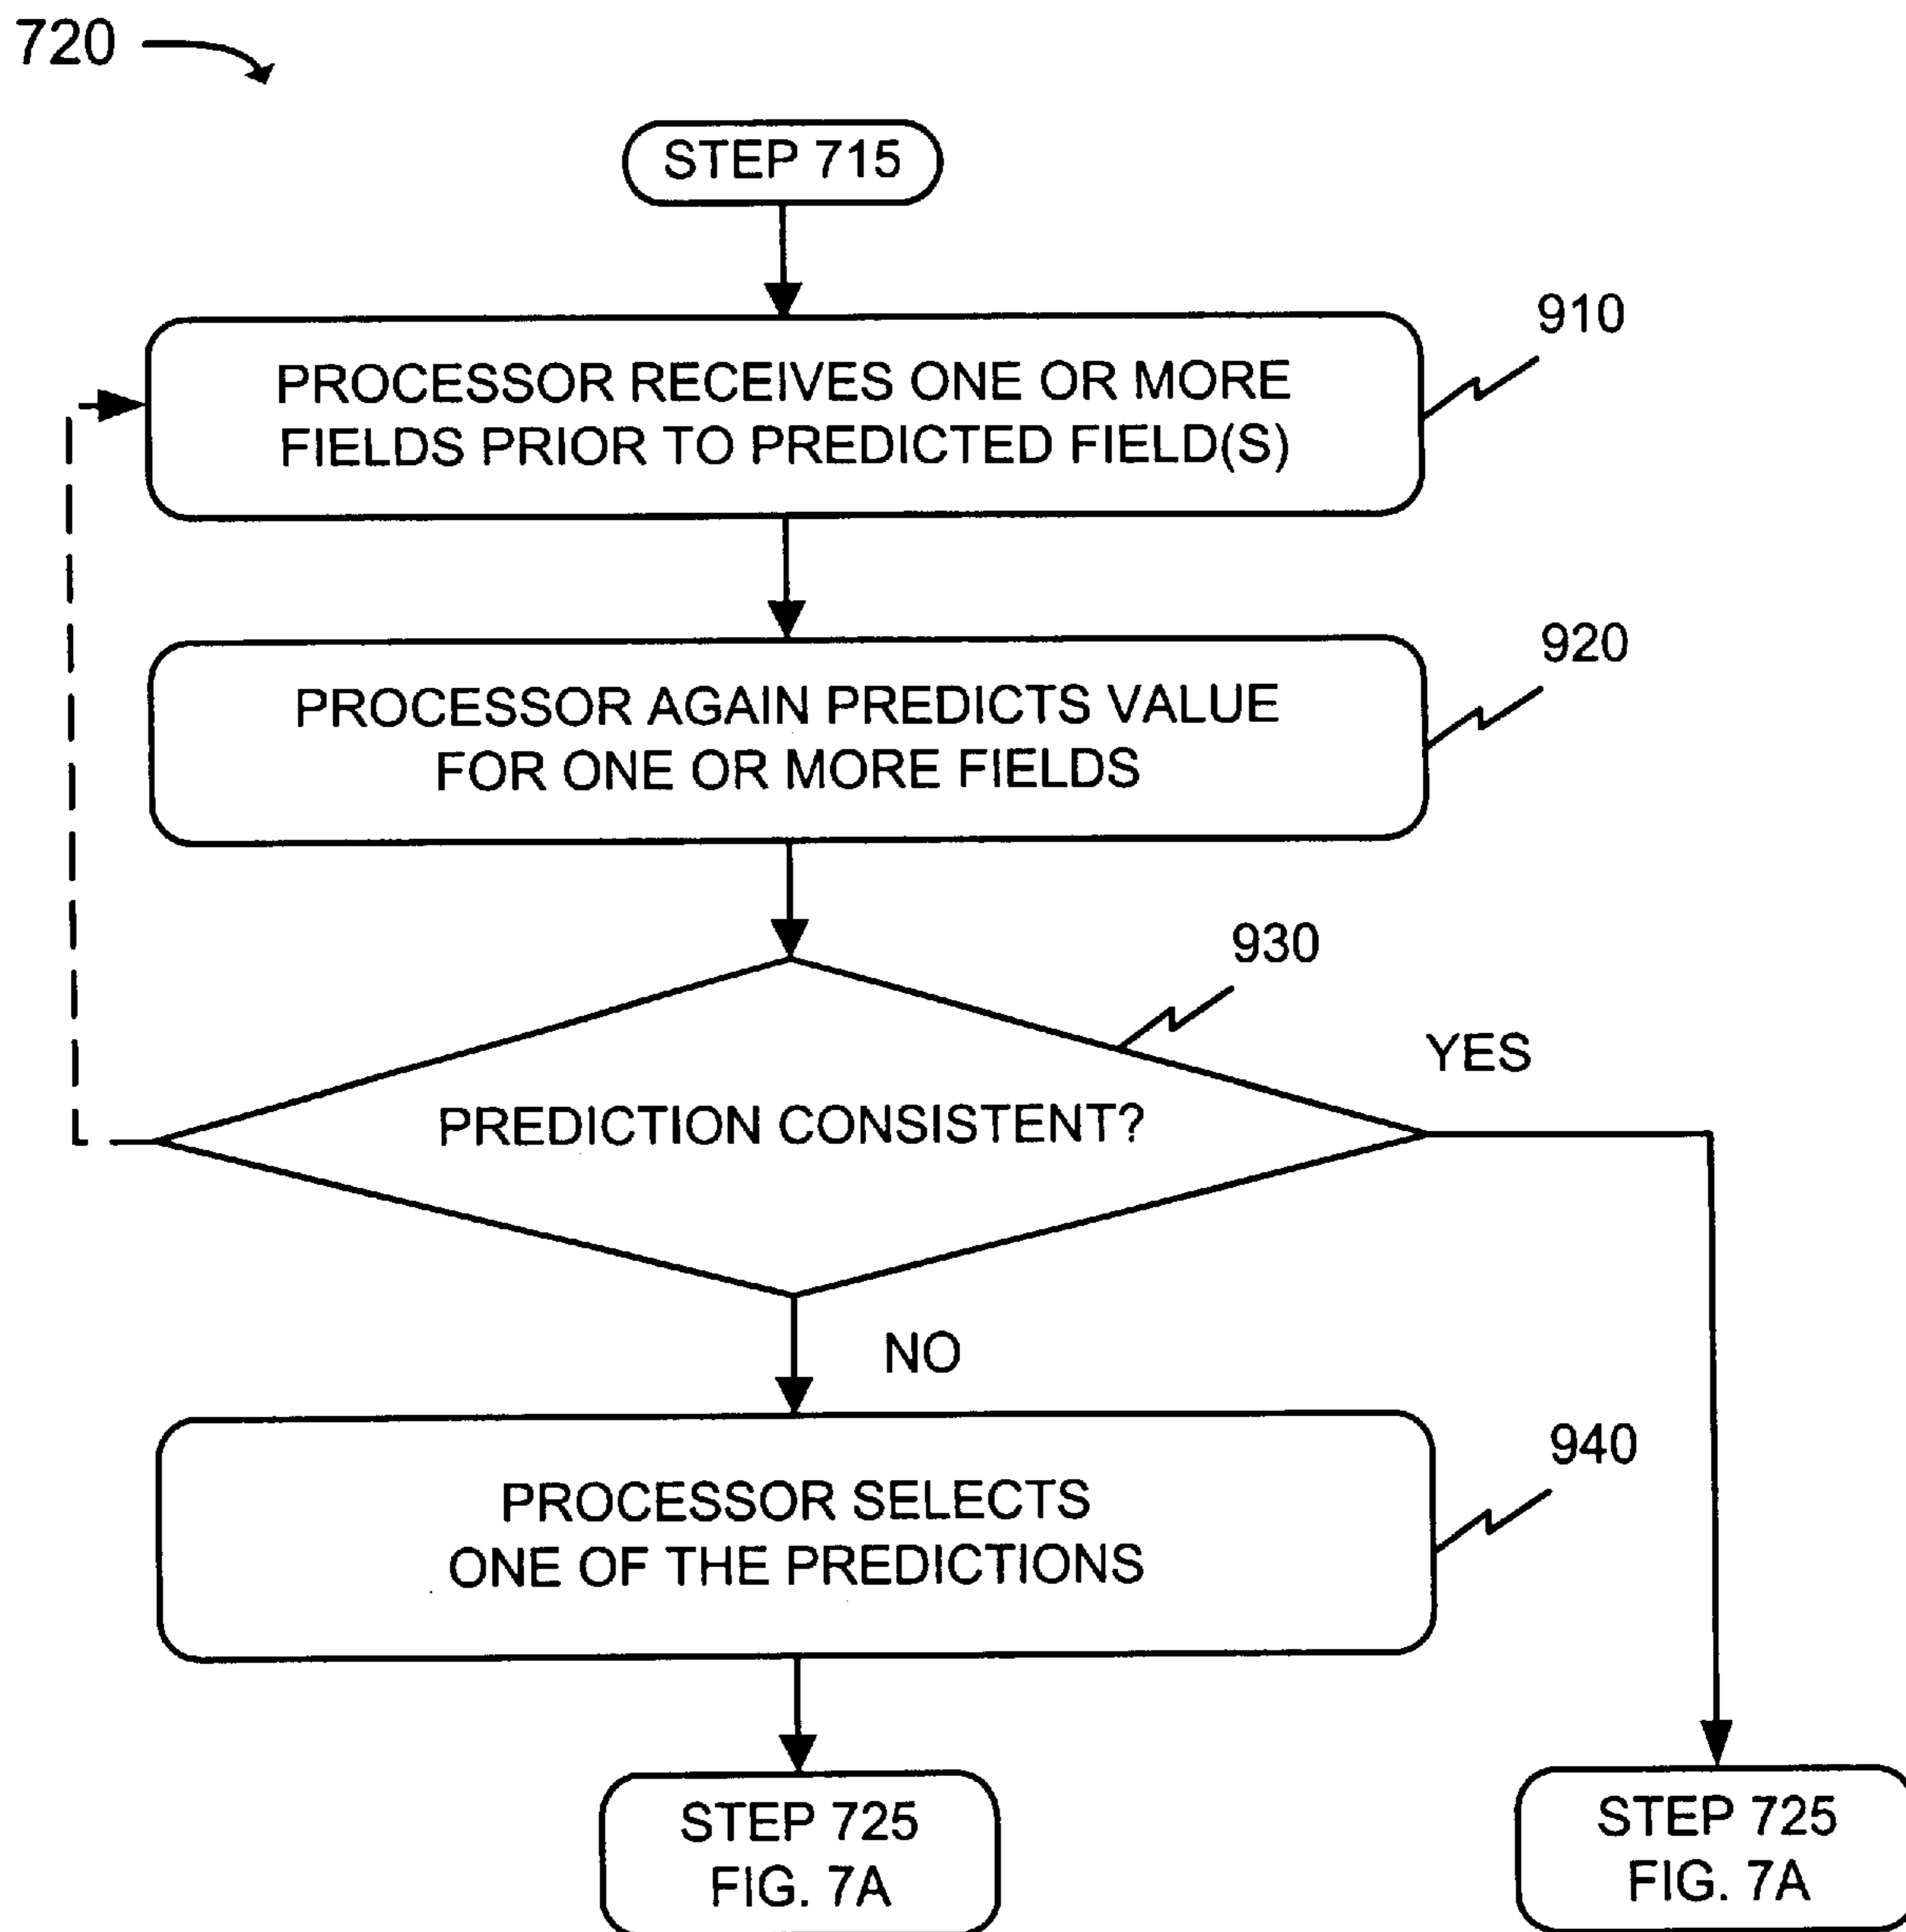 720
STEP 715
910
PROCESSOR RECEIVES ONE OR MORE
FIELDS PRIOR TO PREDICTED FIELD(S)
920
PROCESSOR AGAIN PREDICTS VALUE
FOR ONE OR MORE FIELDS
930
YES
PREDICTION CONSISTENT?
NO
940
PROCESSOR SELECTS
ONE OF THE PREDICTIONS
STEP 725
FIG. 7A
STEP 725
FIG. 7A